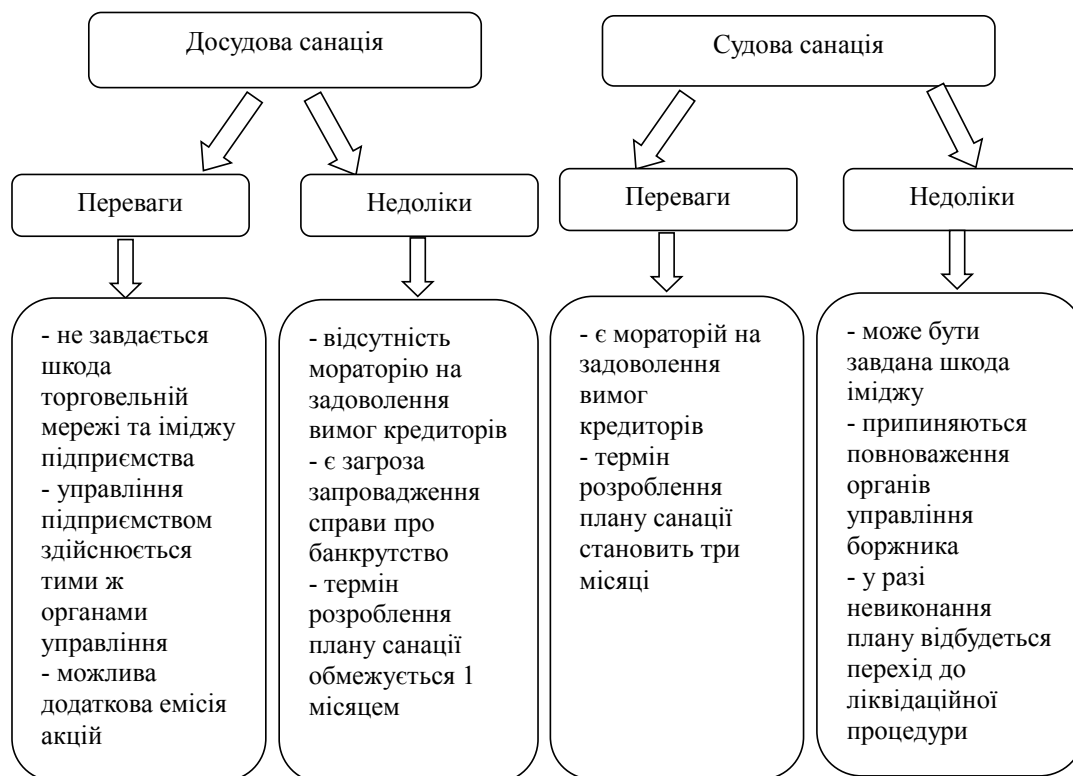 Досудова санація
Судова санація
Переваги
Недоліки
Переваги
Недоліки
- не завдається
шкода
торговельній
мережі та іміджу
підприємства
- управління
підприємством
здійснюється
тими ж
органами
управління
- можлива
додаткова емісія
акцій
- відсутність
мораторію на
задоволення
вимог кредиторів
- є загроза
запровадження
справи про
банкрутство
- термін
розроблення
плану санації
обмежується 1
місяцем
- є мораторій на
задоволення
вимог
кредиторів
- термін
розроблення
плану санації
становить три
місяці
- може бути
завдана шкода
іміджу
- припиняються
повноваження
органів
управління
боржника
- у разі
невиконання
плану відбудеться
перехід до
ліквідаційної
процедури